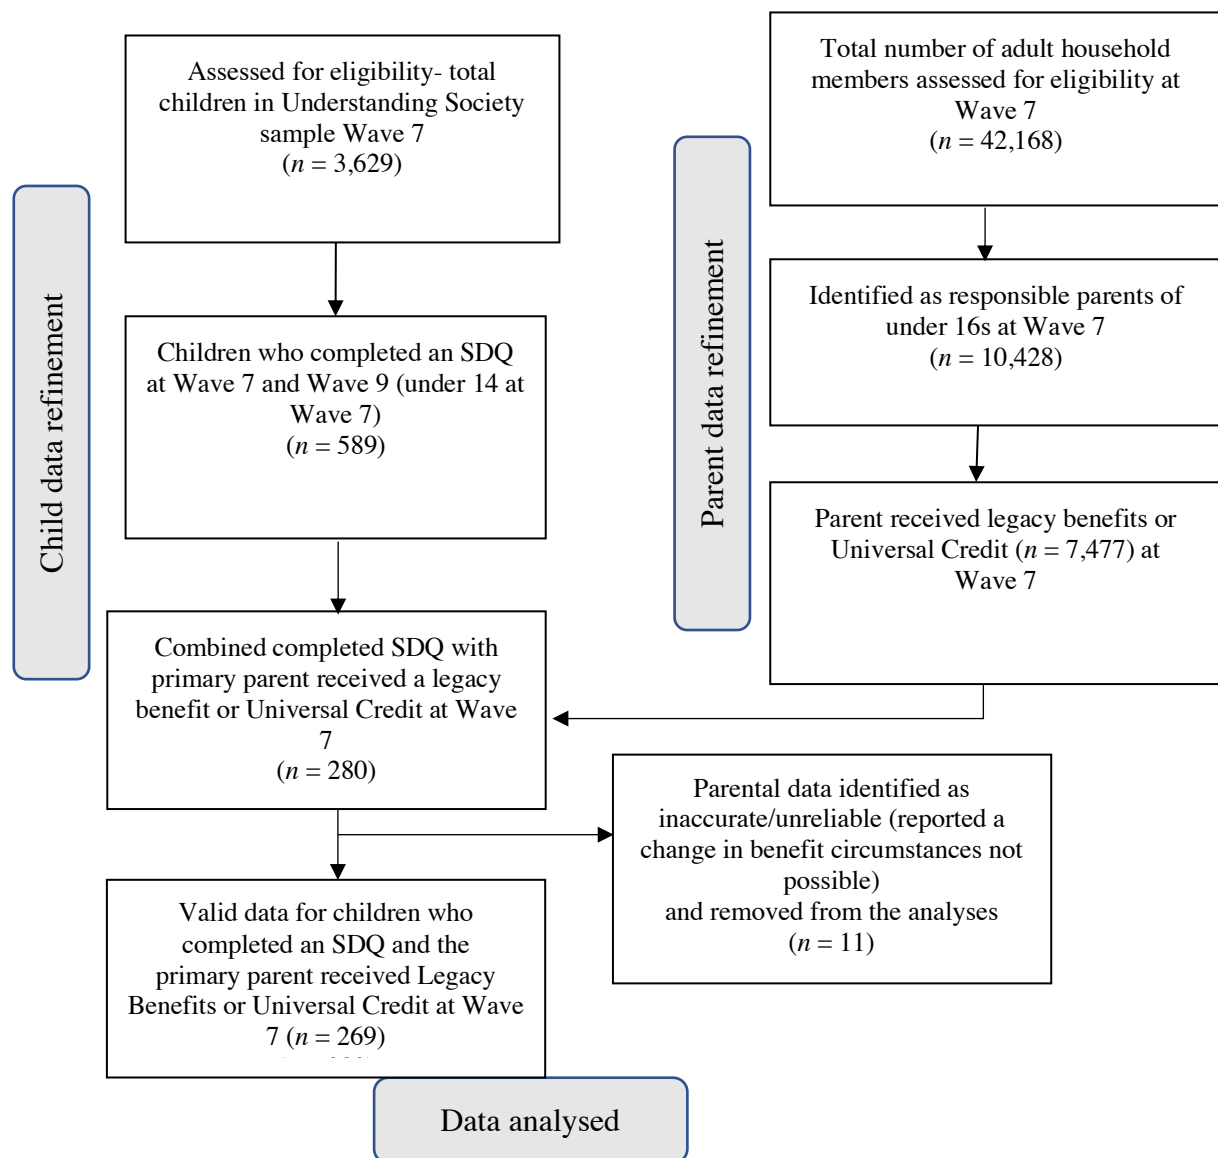 Assessed for eligibility- total
children in Understanding Society
sample Wave 7
(n = 3,629)
Total number of adult household
members assessed for eligibility at
Wave 7
(n = 42,168)
Child data refinement
Parent data refinement
Children who completed an SDQ
at Wave 7 and Wave 9 (under 14 at
Wave 7)
(n = 589)
Identified as responsible parents of
under 16s at Wave 7
(n = 10,428)
Parent received legacy benefits or
Universal Credit (n = 7,477) at
Wave 7
Combined completed SDQ with
primary parent received a legacy
benefit or Universal Credit at Wave
7
(n = 280)
Parental data identified as
inaccurate/unreliable (reported a
change in benefit circumstances not
possible)
and removed from the analyses
(n = 11)
Valid data for children who
completed an SDQ and the
primary parent received Legacy
Benefits or Universal Credit at Wave
7 (n = 269)
Data analysed